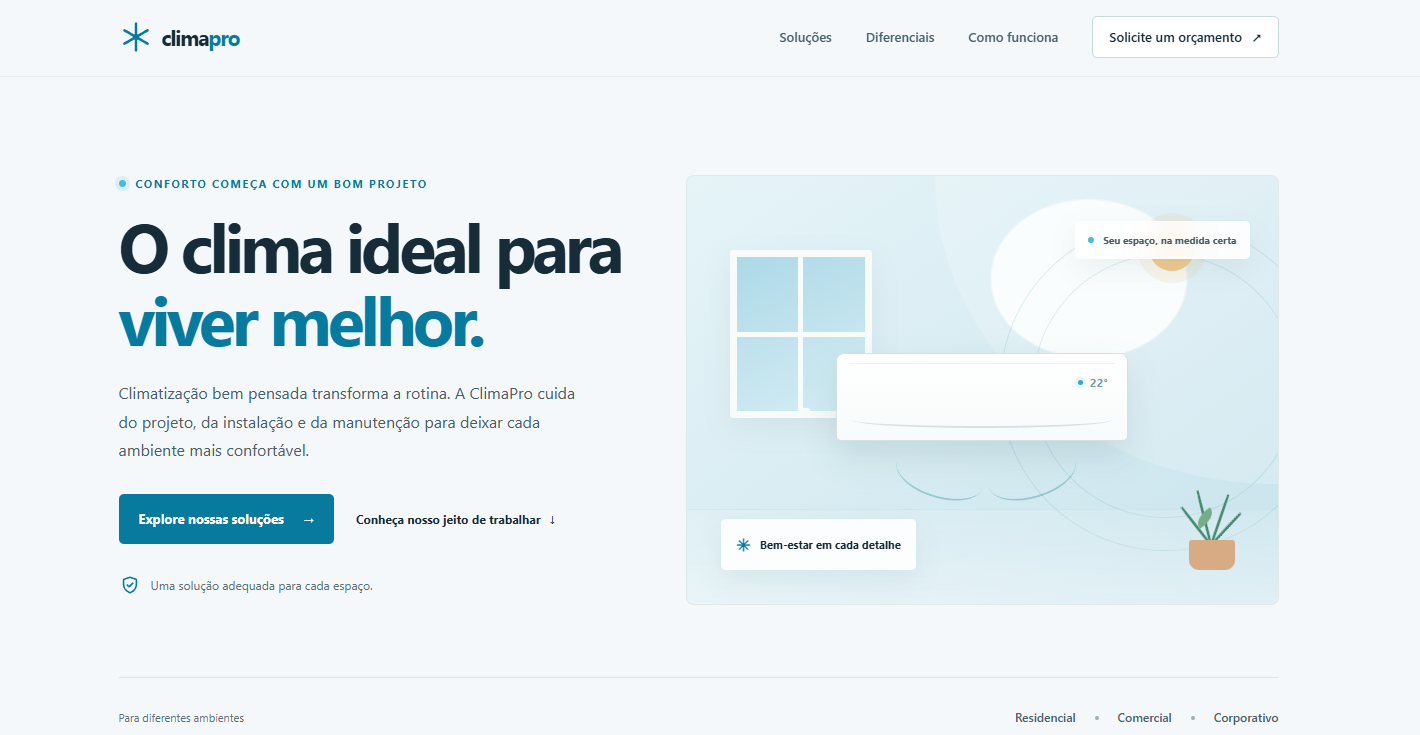 climapro
Soluções
Diferenciais
Como funciona
Solicite um orçamento ↗
CONFORTO COMEÇA COM UM BOM PROJETO
O clima ideal para
viver melhor.
Climatização bem pensada transforma a rotina. A ClimaPro cuida
do projeto, da instalação e da manutenção para deixar cada
ambiente mais confortável.
Explore nossas soluções →
Conheça nosso jeito de trabalhar ↓
Uma solução adequada para cada espaço.
Seu espaço, na medida certa
22°
Bem-estar em cada detalhe
Para diferentes ambientes
Residencial • Comercial • Corporativo